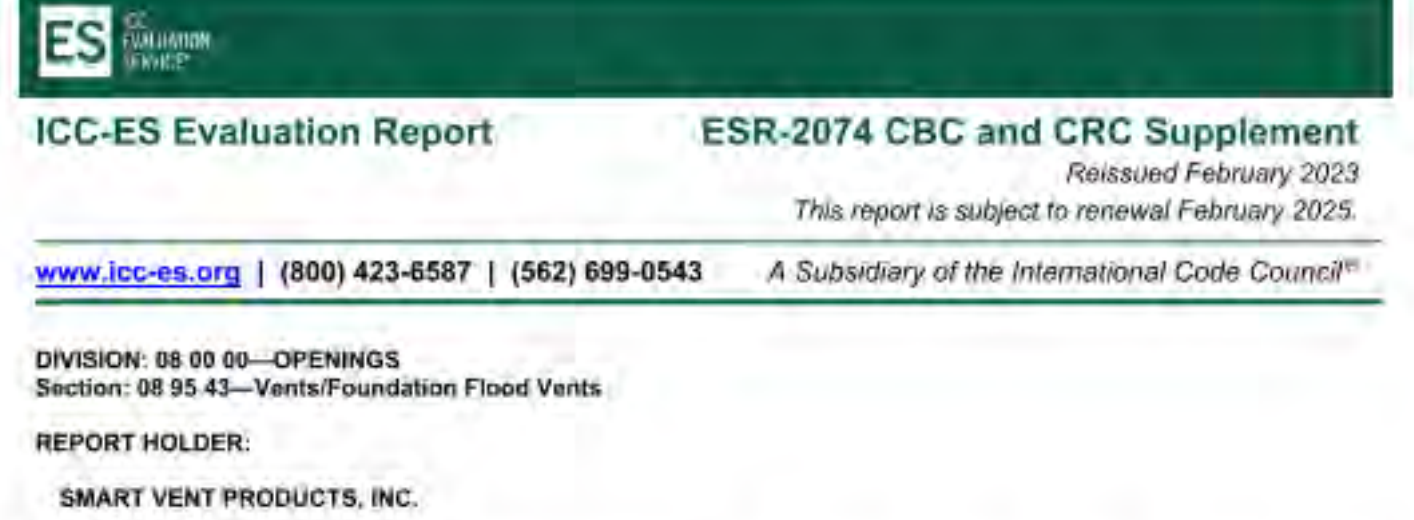 ES ICC
EVALUATION
SERVICE®
ICC-ES Evaluation Report
ESR-2074 CBC and CRC Supplement
Reissued February 2023
This report is subject to renewal February 2025.
www.icc-es.org | (800) 423-6587 | (562) 699-0543 A Subsidiary of the International Code Council®
DIVISION: 08 00 00—OPENINGS
Section: 08 95 43—Vents/Foundation Flood Vents
REPORT HOLDER:
SMART VENT PRODUCTS, INC.